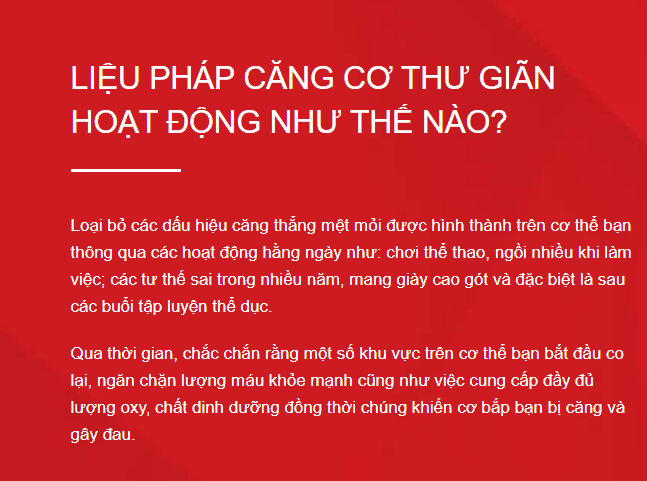 LIỆU PHÁP CĂNG CƠ THƯ GIÃN
HOẠT ĐỘNG NHƯ THẾ NÀO?
Loại bỏ các dấu hiệu căng thẳng mệt mỏi được hình thành trên cơ thể bạn
thông qua các hoạt động hằng ngày như: chơi thể thao, ngồi nhiều khi làm
việc; các tư thế sai trong nhiều năm, mang giày cao gót và đặc biệt là sau
các buổi tập luyện thể dục.
Qua thời gian, chắc chắn rằng một số khu vực trên cơ thể bạn bắt đầu co
lại, ngăn chặn lượng máu khỏe mạnh cũng như việc cung cấp đầy đủ
lượng oxy, chất dinh dưỡng đồng thời chúng khiến cơ bắp bạn bị căng và
gây đau.